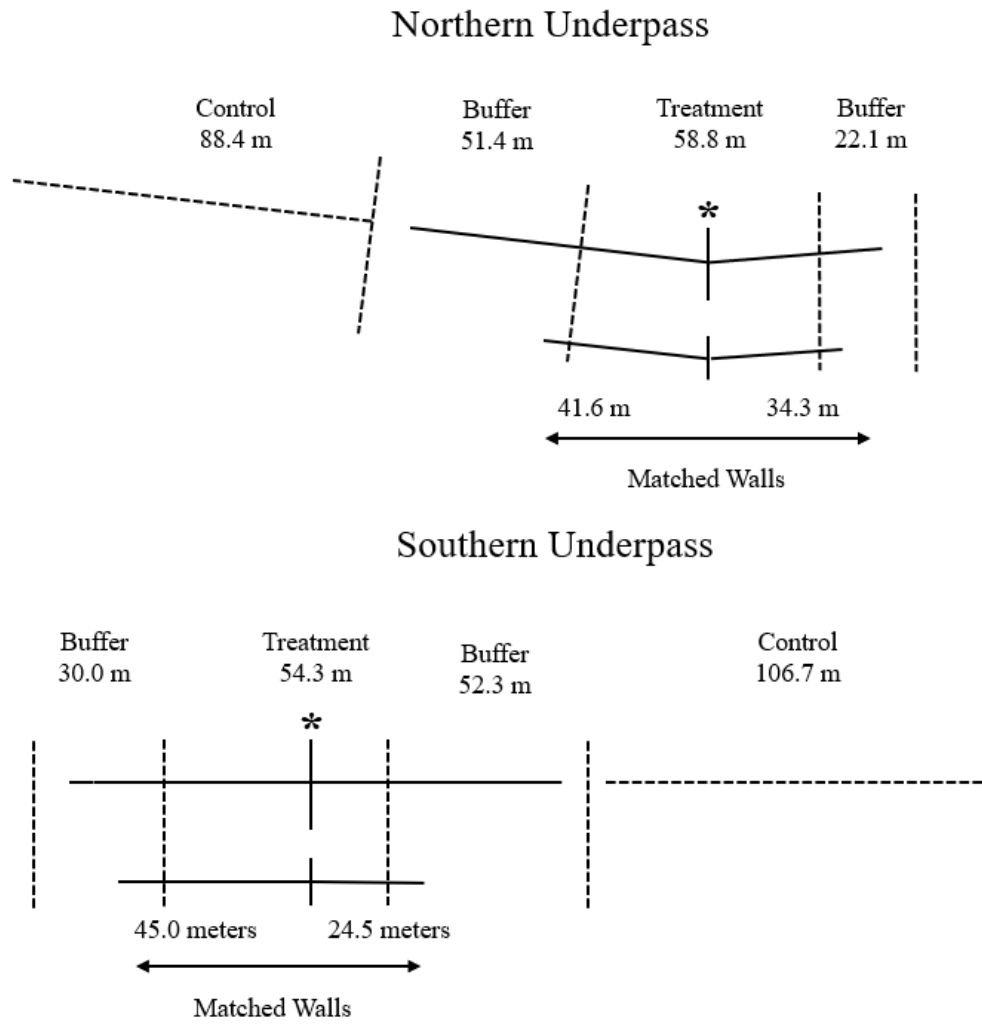 Northern Underpass
Control
88.4 m
Buffer
51.4 m
Treatment
58.8 m
Buffer
22.1 m
*
41.6 m
34.3 m
Matched Walls
Southern Underpass
Buffer
30.0 m
Treatment
54.3 m
Buffer
52.3 m
Control
106.7 m
*
45.0 meters
24.5 meters
Matched Walls